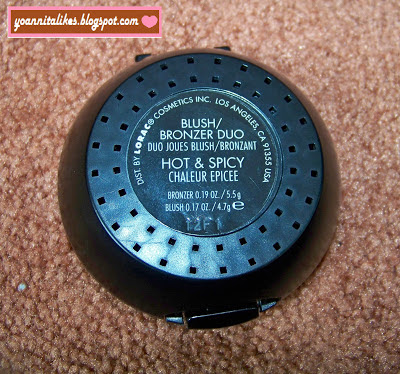 yoannitalikes.blogspot.com
DIST. BY LORAC® COSMETICS INC. LOS ANGELES, CA 91355 USA
BLUSH/
BRONZER DUO
DUO JOUES BLUSH/BRONZANT
HOT & SPICY
CHALEUR EPICEE
BRONZER 0.19 OZ. / 5.5g
BLUSH 0.17 OZ. / 4.7g e
12F1